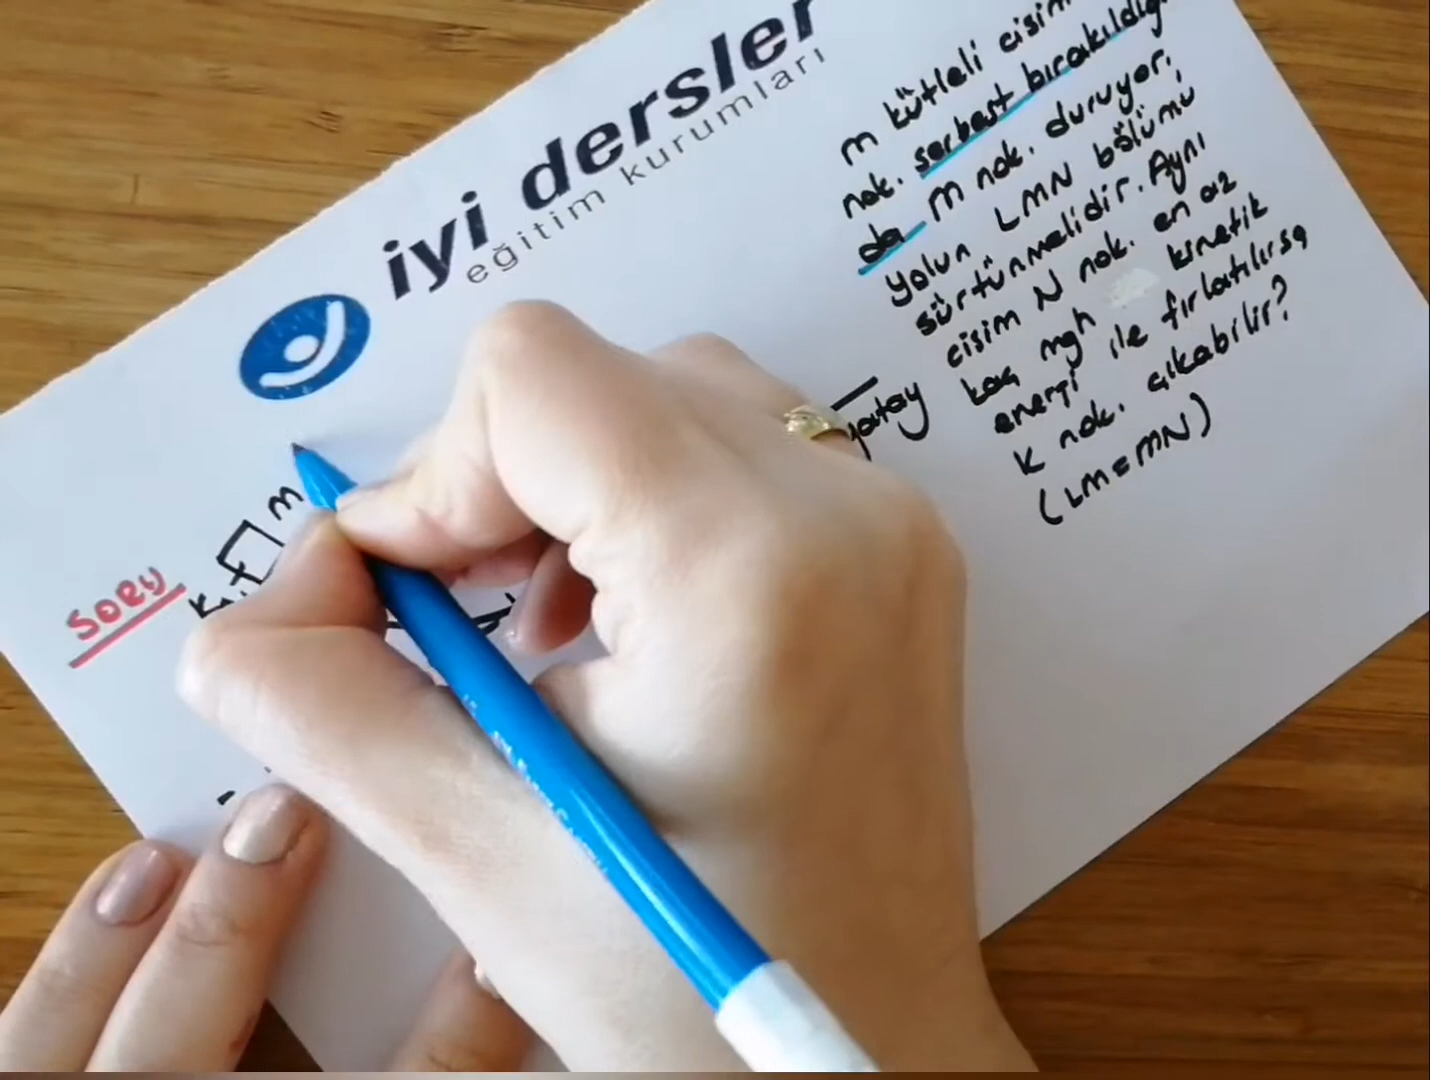 iyi dersler
eğitim kurumları
m kütleli cisim
nok. serbest bırakıldığı
da M nok. duruyor.
yolun LMN bölümü
sürtünmelidir. Aynı
cisim N nok. en az
kaç mgh kinetik
enerji ile fırlatılırsa
K nok. çıkabilir?
(LM=MN)
SORU
K
m
yatay